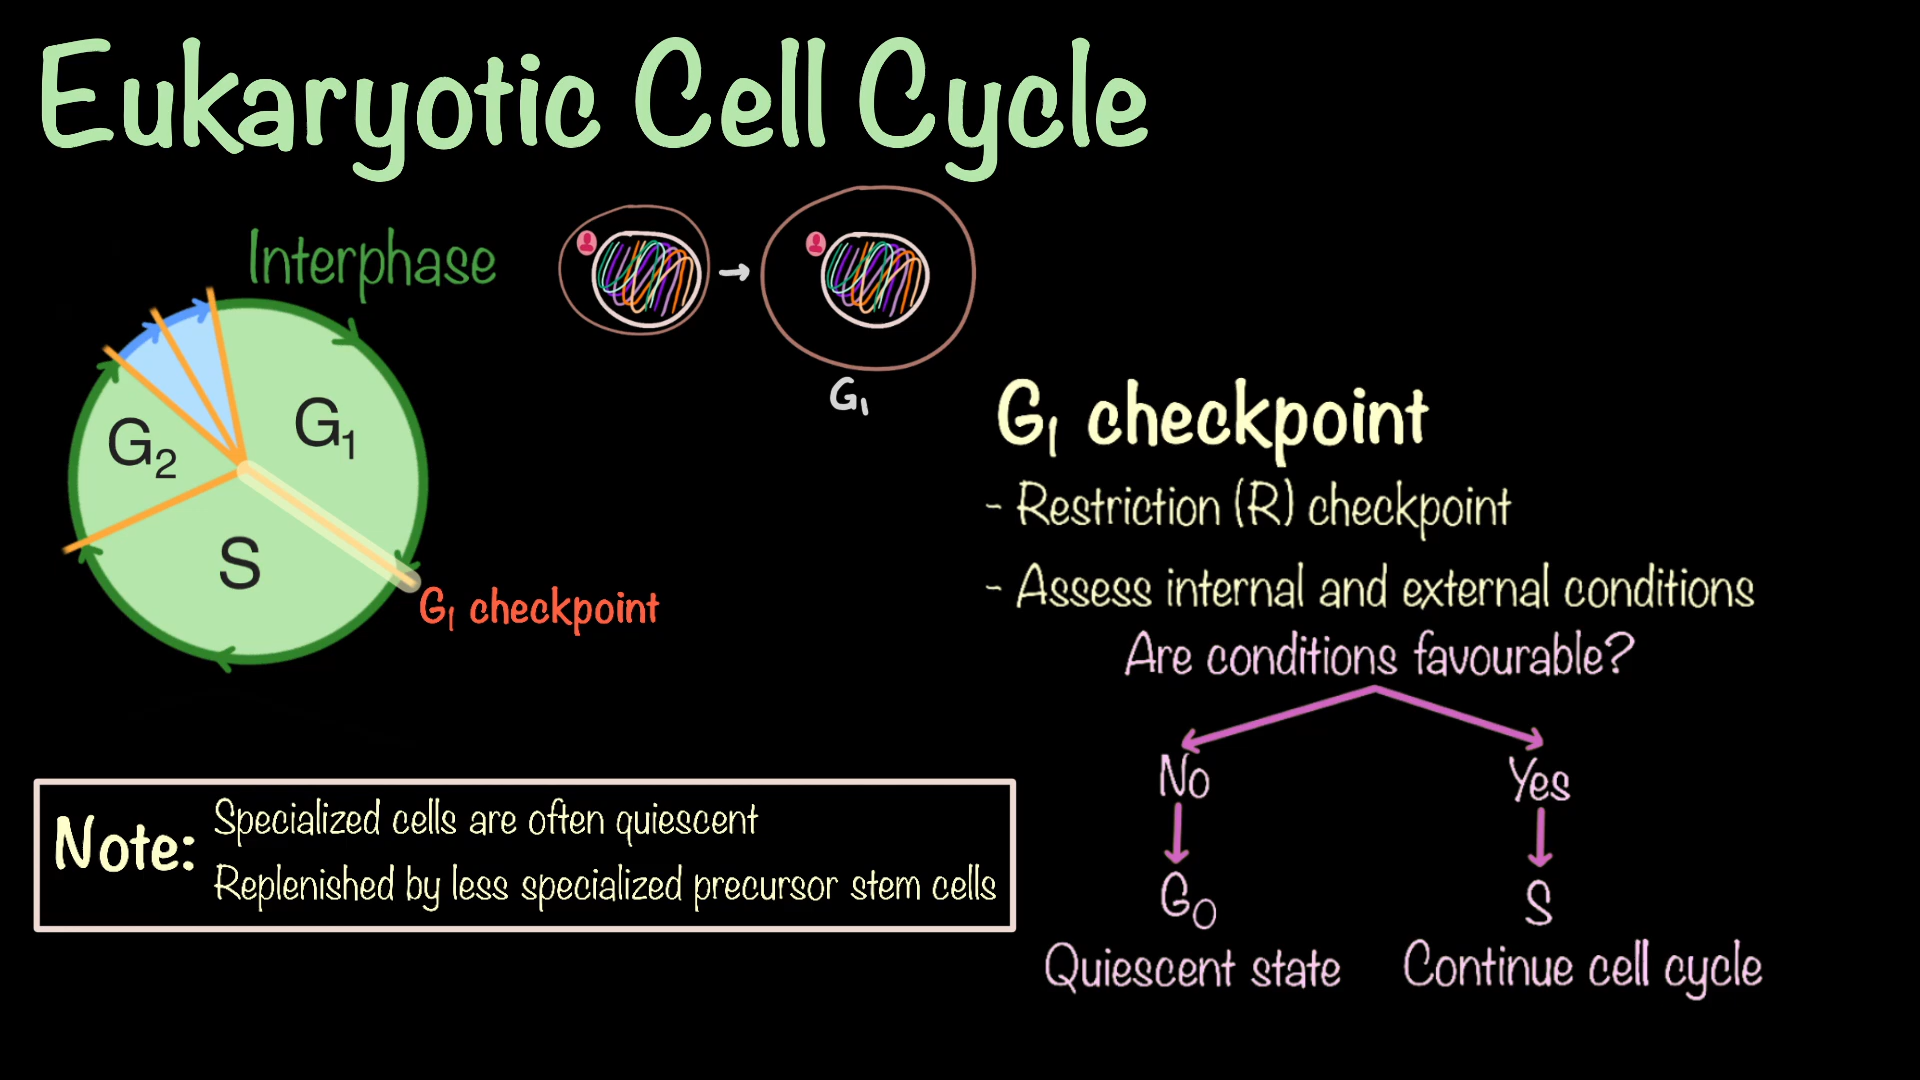 Eukaryotic Cell Cycle
Interphase
G₁
G₂
S
G₁ checkpoint
G₁
G₁ checkpoint
- Restriction (R) checkpoint
- Assess internal and external conditions
Are conditions favourable?
No
Yes
G₀
S
Quiescent state
Continue cell cycle
Note:
Specialized cells are often quiescent
Replenished by less specialized precursor stem cells